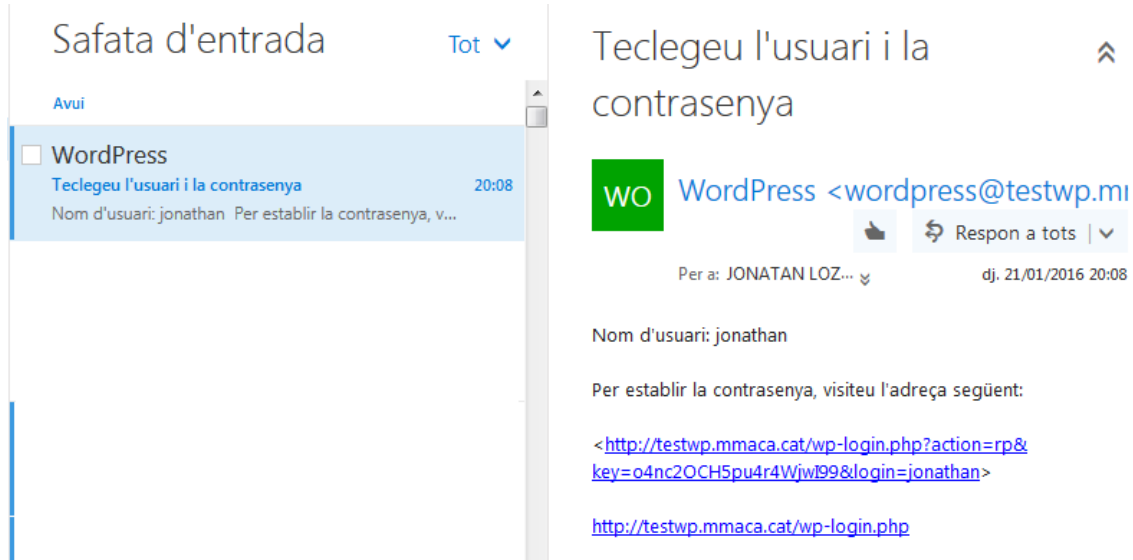 Safata d'entrada
Tot
Avui
WordPress
Teclegeu l'usuari i la contrasenya 20:08
Nom d'usuari: jonathan Per establir la contrasenya, v...
Teclegeu l'usuari i la
contrasenya
WO
WordPress <wordpress@testwp.mm
Respon a tots
Per a: JONATAN LOZ... dj. 21/01/2016 20:08
Nom d'usuari: jonathan
Per establir la contrasenya, visiteu l'adreça següent:
<http://testwp.mmaca.cat/wp-login.php?action=rp&
key=o4nc2OCH5pu4r4WjwI99&login=jonathan>
http://testwp.mmaca.cat/wp-login.php